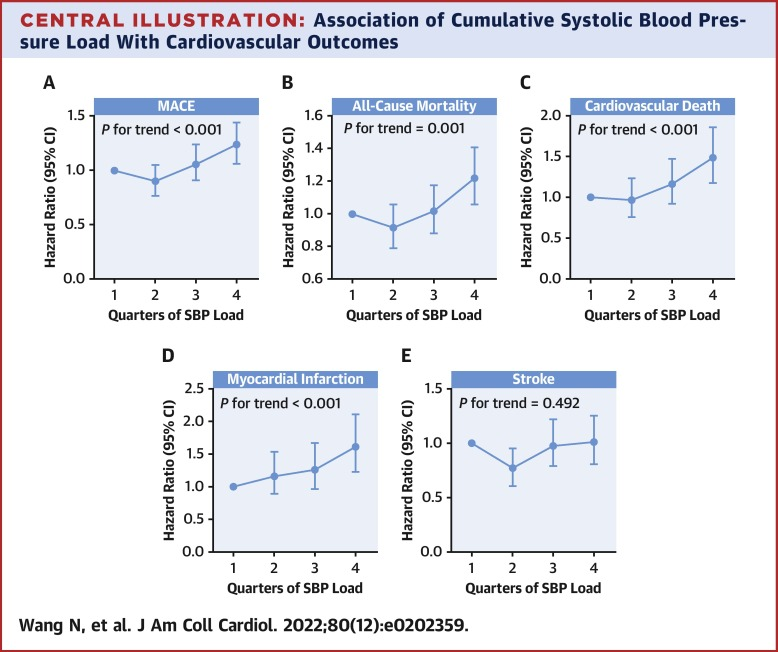 CENTRAL ILLUSTRATION: Association of Cumulative Systolic Blood Pres-
sure Load With Cardiovascular Outcomes
A
MACE
P for trend < 0.001
Hazard Ratio (95% CI)
1.5
1.0
0.5
0.0
1 2 3 4
Quarters of SBP Load
B
All-Cause Mortality
P for trend = 0.001
Hazard Ratio (95% CI)
1.6
1.4
1.2
1.0
0.8
0.6
1 2 3 4
Quarters of SBP Load
C
Cardiovascular Death
P for trend < 0.001
Hazard Ratio (95% CI)
2.0
1.5
1.0
0.5
0.0
1 2 3 4
Quarters of SBP Load
D
Myocardial Infarction
P for trend < 0.001
Hazard Ratio (95% CI)
2.5
2.0
1.5
1.0
0.5
0.0
1 2 3 4
Quarters of SBP Load
E
Stroke
P for trend = 0.492
Hazard Ratio (95% CI)
1.5
1.0
0.5
0.0
1 2 3 4
Quarters of SBP Load
Wang N, et al. J Am Coll Cardiol. 2022;80(12):e0202359.